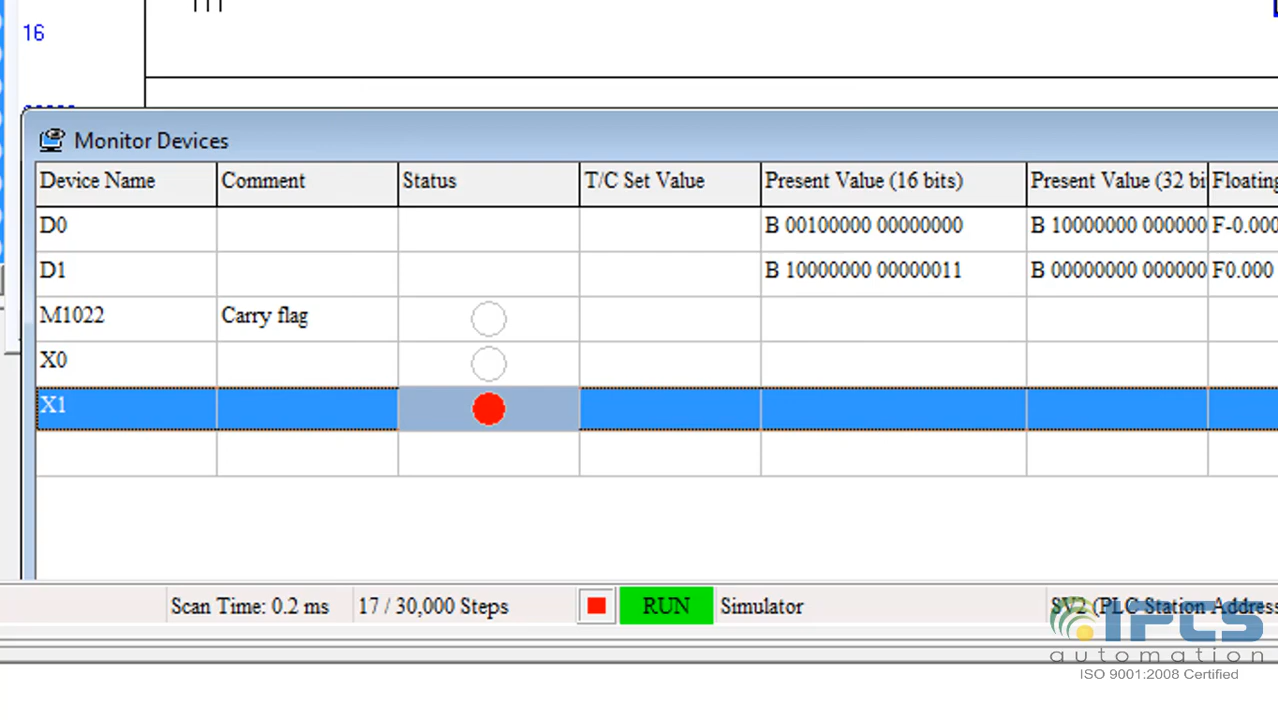 16
Monitor Devices
Device Name Comment Status T/C Set Value Present Value (16 bits) Present Value (32 bi Floating
D0 B 00100000 00000000 B 10000000 000000 F-0.000
D1 B 10000000 00000011 B 00000000 000000 F0.000
M1022 Carry flag
X0
X1
Scan Time: 0.2 ms 17 / 30,000 Steps RUN Simulator SV2 (PLC Station Address
IPCS
automation
ISO 9001:2008 Certified